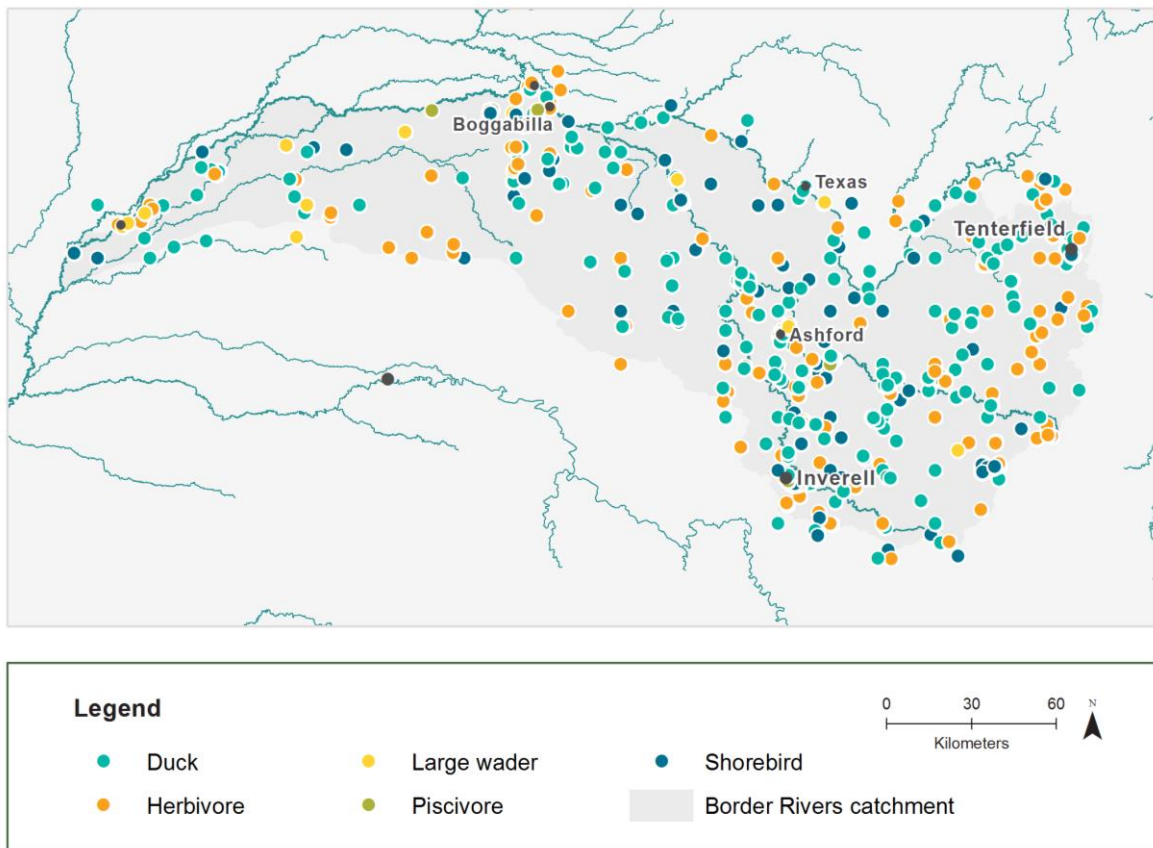 Boggabilla
Texas
Tenterfield
Ashford
Inverell
Legend
0 30 60
N
Kilometers
Duck
Large wader
Shorebird
Herbivore
Piscivore
Border Rivers catchment